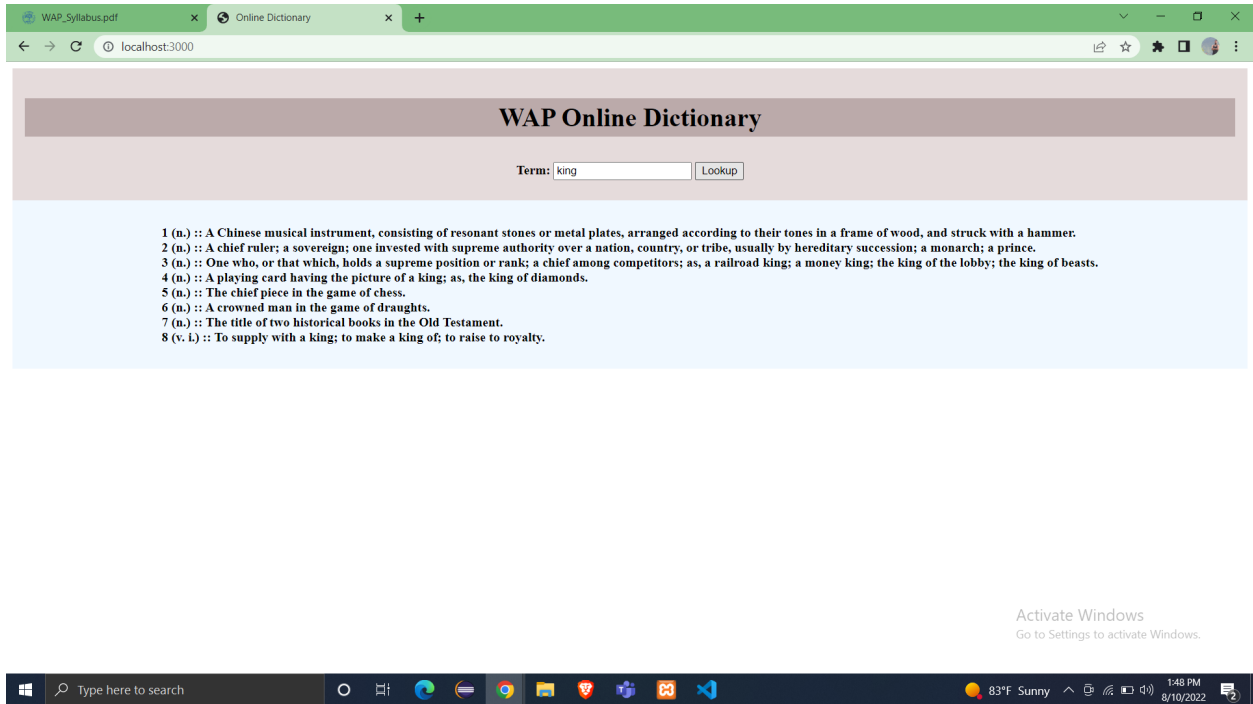 WAP_Syllabus.pdf
Online Dictionary
localhost:3000
WAP Online Dictionary
Term: king Lookup
1 (n.) :: A Chinese musical instrument, consisting of resonant stones or metal plates, arranged according to their tones in a frame of wood, and struck with a hammer.
2 (n.) :: A chief ruler; a sovereign; one invested with supreme authority over a nation, country, or tribe, usually by hereditary succession; a monarch; a prince.
3 (n.) :: One who, or that which, holds a supreme position or rank; a chief among competitors; as, a railroad king; a money king; the king of the lobby; the king of beasts.
4 (n.) :: A playing card having the picture of a king; as, the king of diamonds.
5 (n.) :: The chief piece in the game of chess.
6 (n.) :: A crowned man in the game of draughts.
7 (n.) :: The title of two historical books in the Old Testament.
8 (v. i.) :: To supply with a king; to make a king of; to raise to royalty.
Activate Windows
Go to Settings to activate Windows.
Type here to search
83°F Sunny
1:48 PM
8/10/2022
2